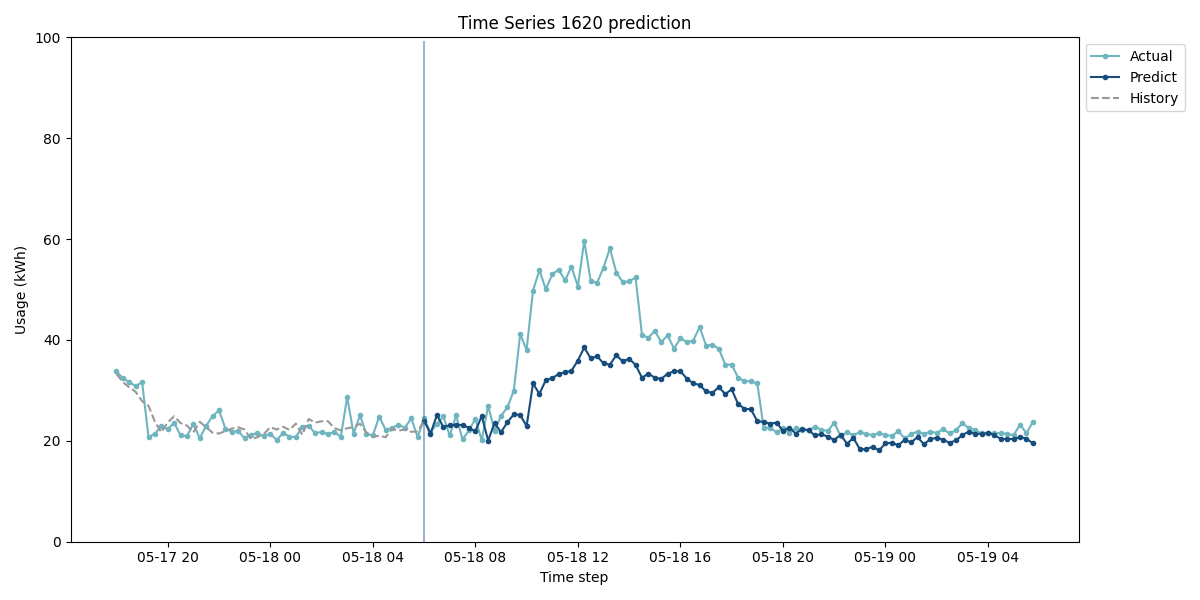 Time Series 1620 prediction
100
80
60
40
20
0
Usage (kWh)
05-17 20
05-18 00
05-18 04
05-18 08
05-18 12
05-18 16
05-18 20
05-19 00
05-19 04
Time step
Actual
Predict
History